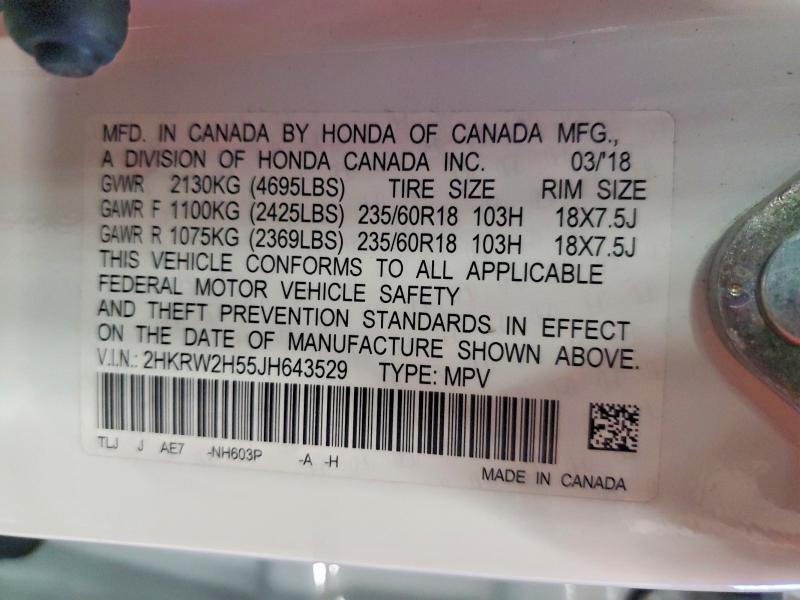 MFD. IN CANADA BY HONDA OF CANADA MFG.,
A DIVISION OF HONDA CANADA INC. 03/'18
GVWR 2130KG (4695LBS) TIRE SIZE RIM SIZE
GAWR F 1100KG (2425LBS) 235/60R18 103H 18X7.5J
GAWR R 1075KG (2369LBS) 235/60R18 103H 18X7.5J
THIS VEHICLE CONFORMS TO ALL APPLICABLE
FEDERAL MOTOR VEHICLE SAFETY
AND THEFT PREVENTION STANDARDS IN EFFECT
ON THE DATE OF MANUFACTURE SHOWN ABOVE.
V.I.N.: 2HKRW2H55JH643529 TYPE: MPV
TLJ J AE7 -NH603P -A -H
MADE IN CANADA